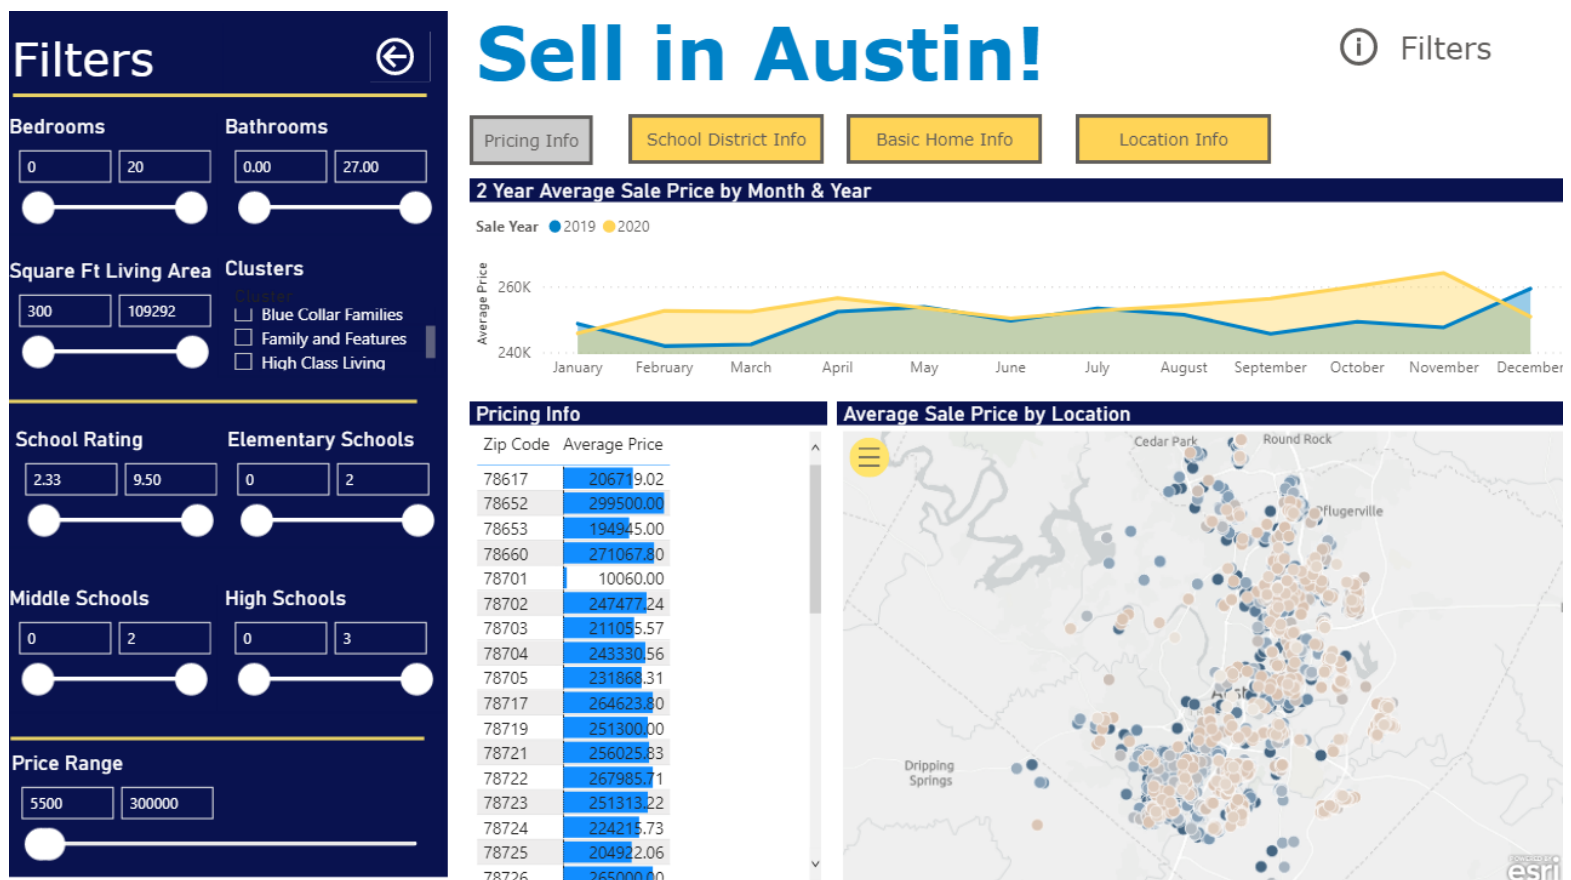 Filters
Bedrooms
Bathrooms
0
20
0.00
27.00
Square Ft Living Area
Clusters
300
109292
Cluster
Blue Collar Families
Family and Features
High Class Living
School Rating
Elementary Schools
2.33
9.50
0
2
Middle Schools
High Schools
0
2
0
3
Price Range
5500
300000
Sell in Austin!
Filters
Pricing Info
School District Info
Basic Home Info
Location Info
2 Year Average Sale Price by Month & Year
Sale Year 2019 2020
Average Price
260K
240K
January February March April May June July August September October November December
Pricing Info
Zip Code Average Price
78617 206719.02
78652 299500.00
78653 194945.00
78660 271067.80
78701 10060.00
78702 247477.24
78703 211055.57
78704 243330.56
78705 231868.31
78717 264623.80
78719 251300.00
78721 256025.83
78722 267985.71
78723 251313.22
78724 224215.73
78725 204922.06
78726 265000.00
Average Sale Price by Location
Cedar Park
Round Rock
Pflugerville
Dripping
Springs
POWERED BY
esri